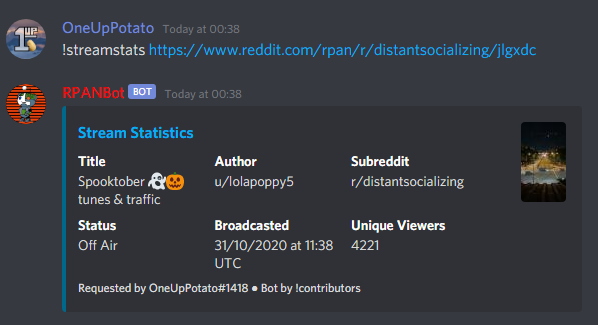 OneUpPotato Today at 00:38
!streamstats https://www.reddit.com/rpan/r/distantsocializing/jlgxdc
1UP
RPANBot BOT Today at 00:38
Stream Statistics
Title Author Subreddit
Spooktober 👻🎃 u/lolapoppy5 r/distantsocializing
tunes & traffic
Status Broadcasted Unique Viewers
Off Air 31/10/2020 at 11:38 4221
UTC
Requested by OneUpPotato#1418 • Bot by !contributors